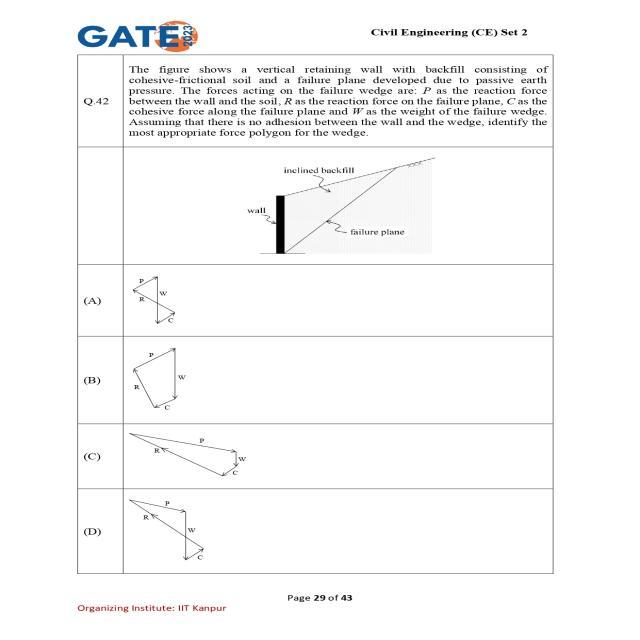 GATE 2023
Civil Engineering (CE) Set 2
Q.42
The figure shows a vertical retaining wall with backfill consisting of
cohesive-frictional soil and a failure plane developed due to passive earth
pressure. The forces acting on the failure wedge are: P as the reaction force
between the wall and the soil, R as the reaction force on the failure plane, C as the
cohesive force along the failure plane and W as the weight of the failure wedge.
Assuming that there is no adhesion between the wall and the wedge, identify the
most appropriate force polygon for the wedge.
inclined backfill
wall
failure plane
(A)
P
W
R
C
(B)
P
W
R
C
(C)
P
R
W
C
(D)
P
R
W
C
Page 29 of 43
Organizing Institute: IIT Kanpur